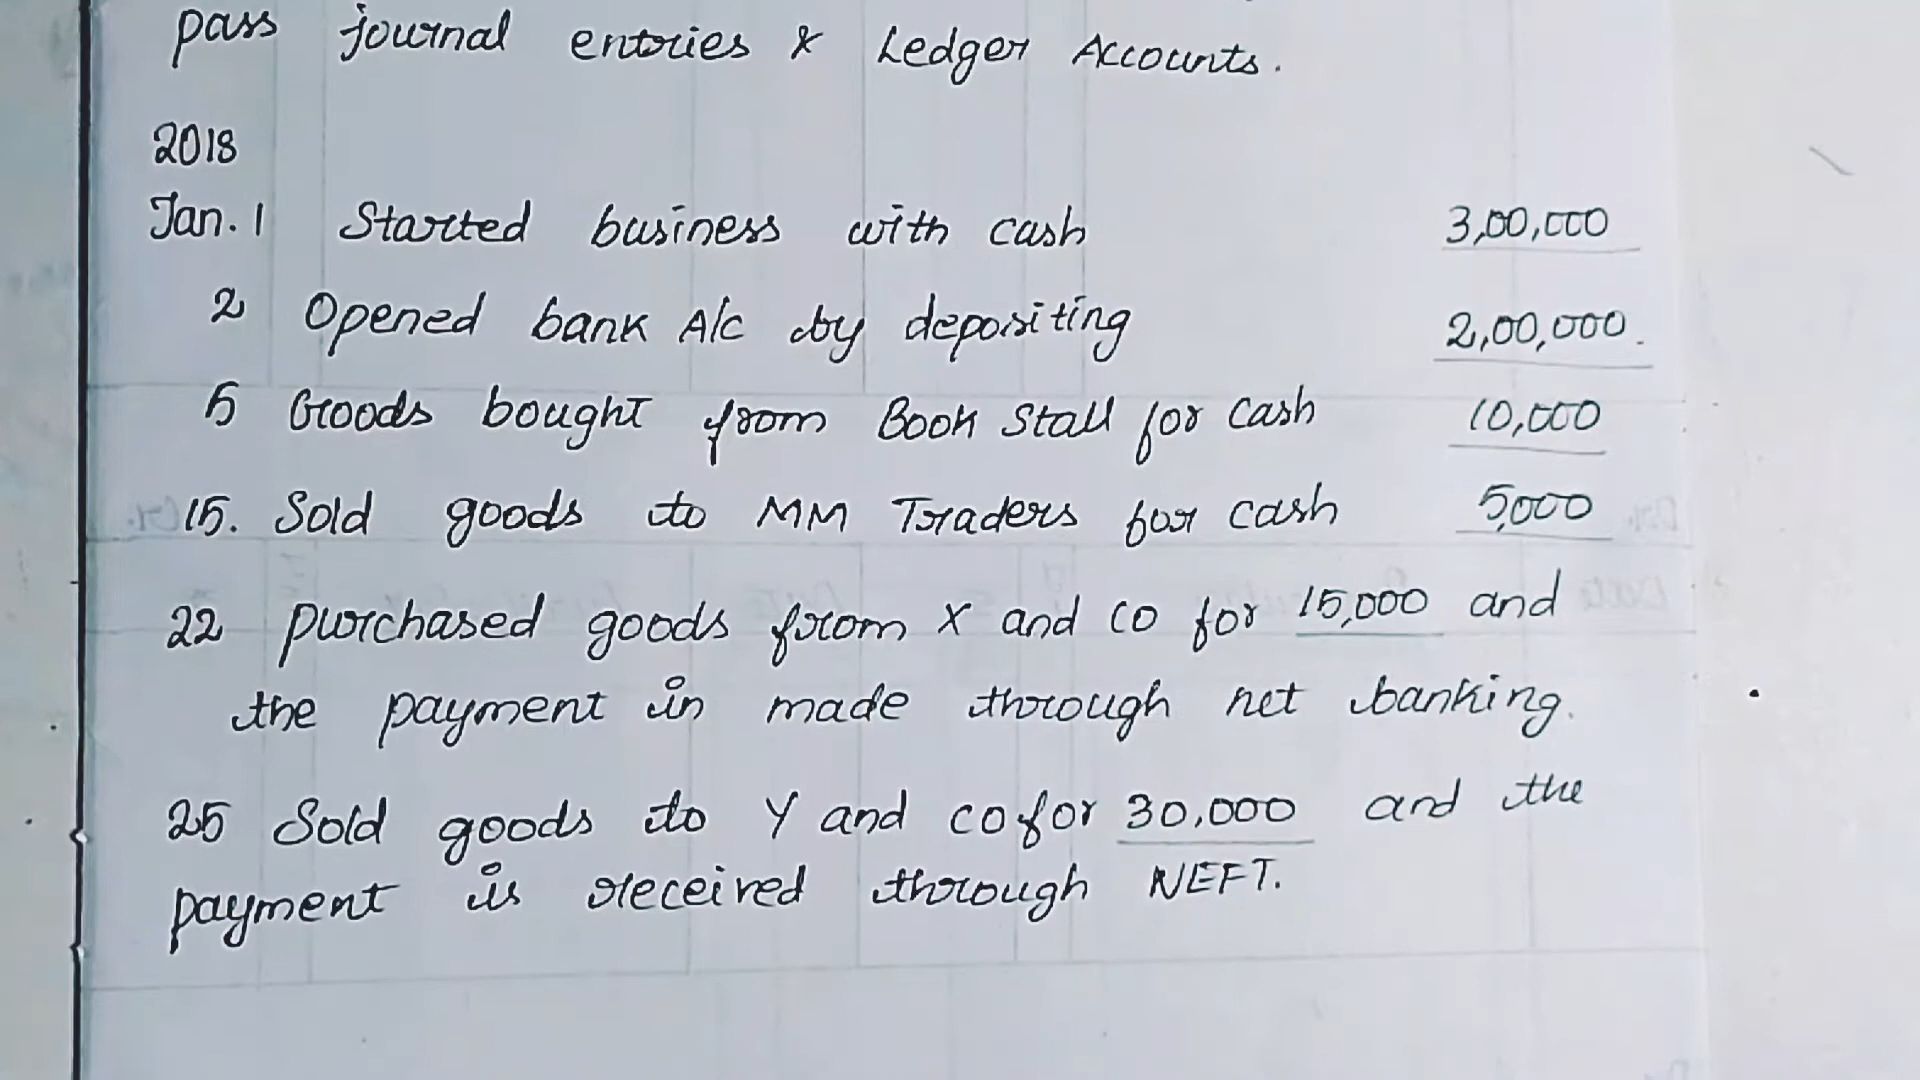 pass journal entries & Ledger Accounts.
2018
Jan. 1 Started business with cash 3,00,000
2 Opened bank A/c by depositing 2,00,000.
5 Goods bought from Book Stall for cash 10,000
15. Sold goods to MM Traders for cash 5,000
22 purchased goods from X and co for 15,000 and
the payment in made through net banking.
25 Sold goods to Y and co for 30,000 and the
payment is received through NEFT.